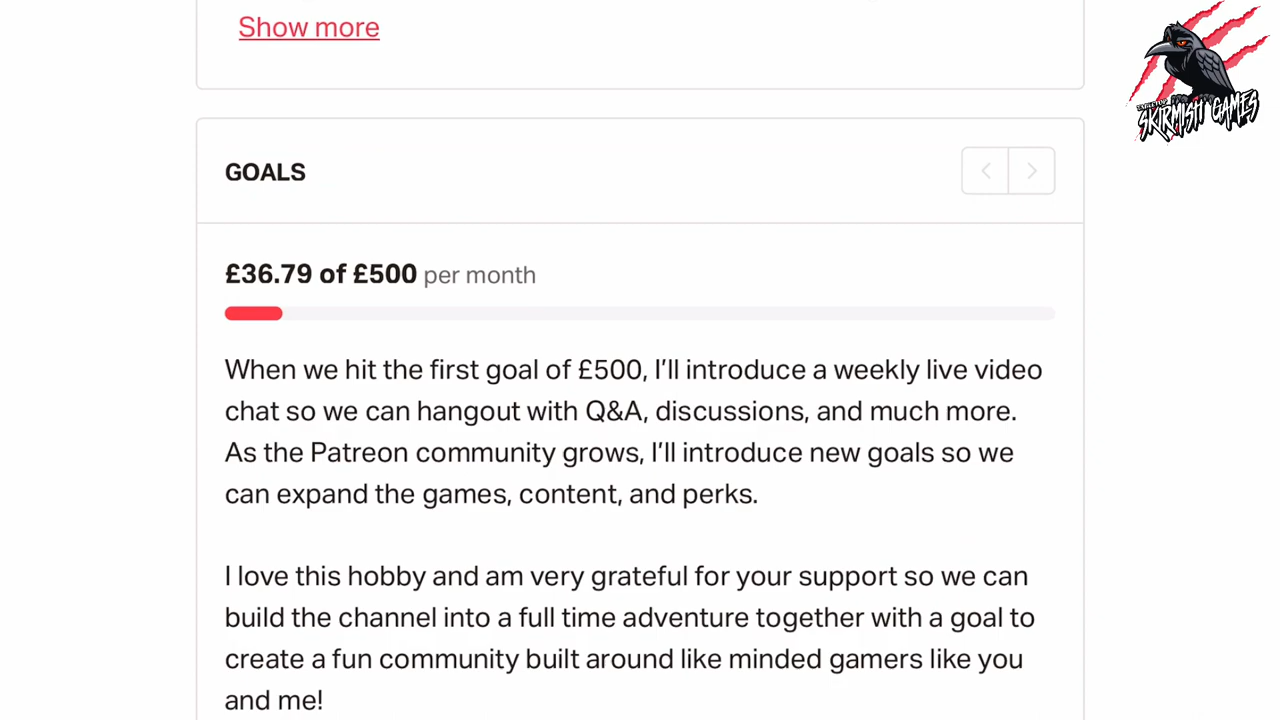 Show more
TABLETOP
SKIRMISH GAMES
GOALS
£36.79 of £500 per month
When we hit the first goal of £500, I’ll introduce a weekly live video
chat so we can hangout with Q&A, discussions, and much more.
As the Patreon community grows, I’ll introduce new goals so we
can expand the games, content, and perks.
I love this hobby and am very grateful for your support so we can
build the channel into a full time adventure together with a goal to
create a fun community built around like minded gamers like you
and me!